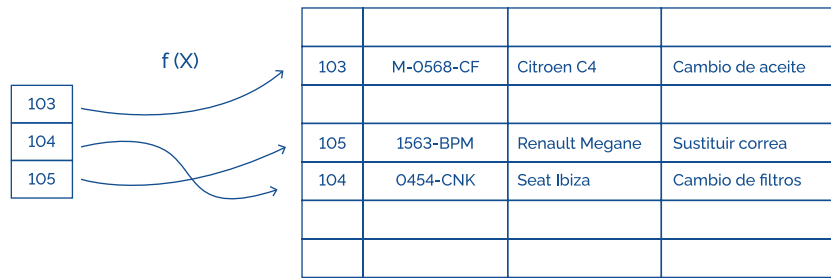 f (X)
103
104
105
103 M-0568-CF Citroen C4 Cambio de aceite
105 1563-BPM Renault Megane Sustituir correa
104 0454-CNK Seat Ibiza Cambio de filtros